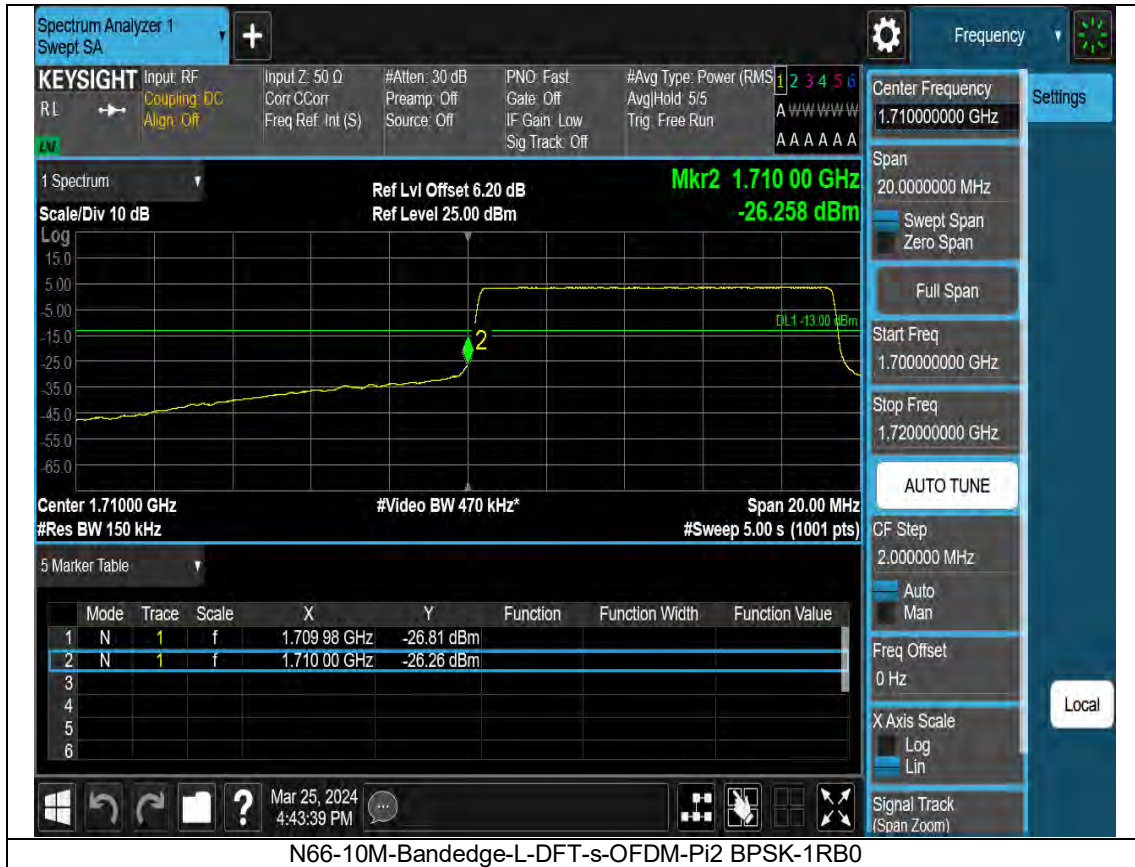 Spectrum Analyzer 1
Swept SA
+
Frequency
KEYSIGHT
RL
Input: RF
Coupling: DC
Align: Off
Input Z: 50 Ω
Corr CCorr
Freq Ref: Int (S)
#Atten: 30 dB
Preamp: Off
Source: Off
PNO: Fast
Gate: Off
IF Gain: Low
Sig Track: Off
#Avg Type: Power (RMS
Avg|Hold: 5/5
Trig: Free Run
1 2 3 4 5 6
A W W W W W
A A A A A A
1 Spectrum
Scale/Div 10 dB
Ref Lvl Offset 6.20 dB
Ref Level 25.00 dBm
Mkr2 1.710 00 GHz
-26.258 dBm
Log
15.0
5.00
-5.00
-15.0
-25.0
-35.0
-45.0
-55.0
-65.0
DL1 -13.00 dBm
2
Center 1.71000 GHz
#Video BW 470 kHz*
Span 20.00 MHz
#Res BW 150 kHz
#Sweep 5.00 s (1001 pts)
5 Marker Table
Mode Trace Scale X Y Function Function Width Function Value
1 N 1 f 1.709 98 GHz -26.81 dBm
2 N 1 f 1.710 00 GHz -26.26 dBm
3
4
5
6
Mar 25, 2024
4:43:39 PM
?
Center Frequency
1.710000000 GHz
Settings
Span
20.0000000 MHz
Swept Span
Zero Span
Full Span
Start Freq
1.700000000 GHz
Stop Freq
1.720000000 GHz
AUTO TUNE
CF Step
2.000000 MHz
Auto
Man
Freq Offset
0 Hz
X Axis Scale
Log
Lin
Local
Signal Track
(Span Zoom)
N66-10M-Bandedge-L-DFT-s-OFDM-Pi2 BPSK-1RB0